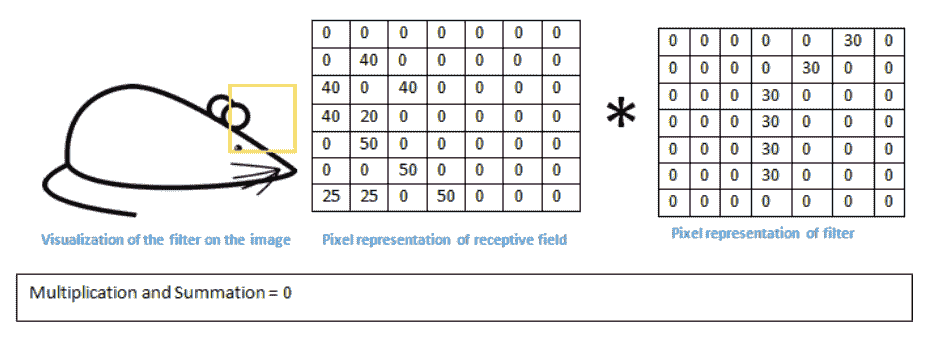 0 0 0 0 0 0 0
0 40 0 0 0 0 0
40 0 40 0 0 0 0
40 20 0 0 0 0 0
0 50 0 0 0 0 0
0 0 50 0 0 0 0
25 25 0 50 0 0 0
*
0 0 0 0 0 30 0
0 0 0 0 30 0 0
0 0 0 30 0 0 0
0 0 0 30 0 0 0
0 0 0 30 0 0 0
0 0 0 30 0 0 0
0 0 0 0 0 0 0
Visualization of the filter on the image
Pixel representation of receptive field
Pixel representation of filter
Multiplication and Summation = 0